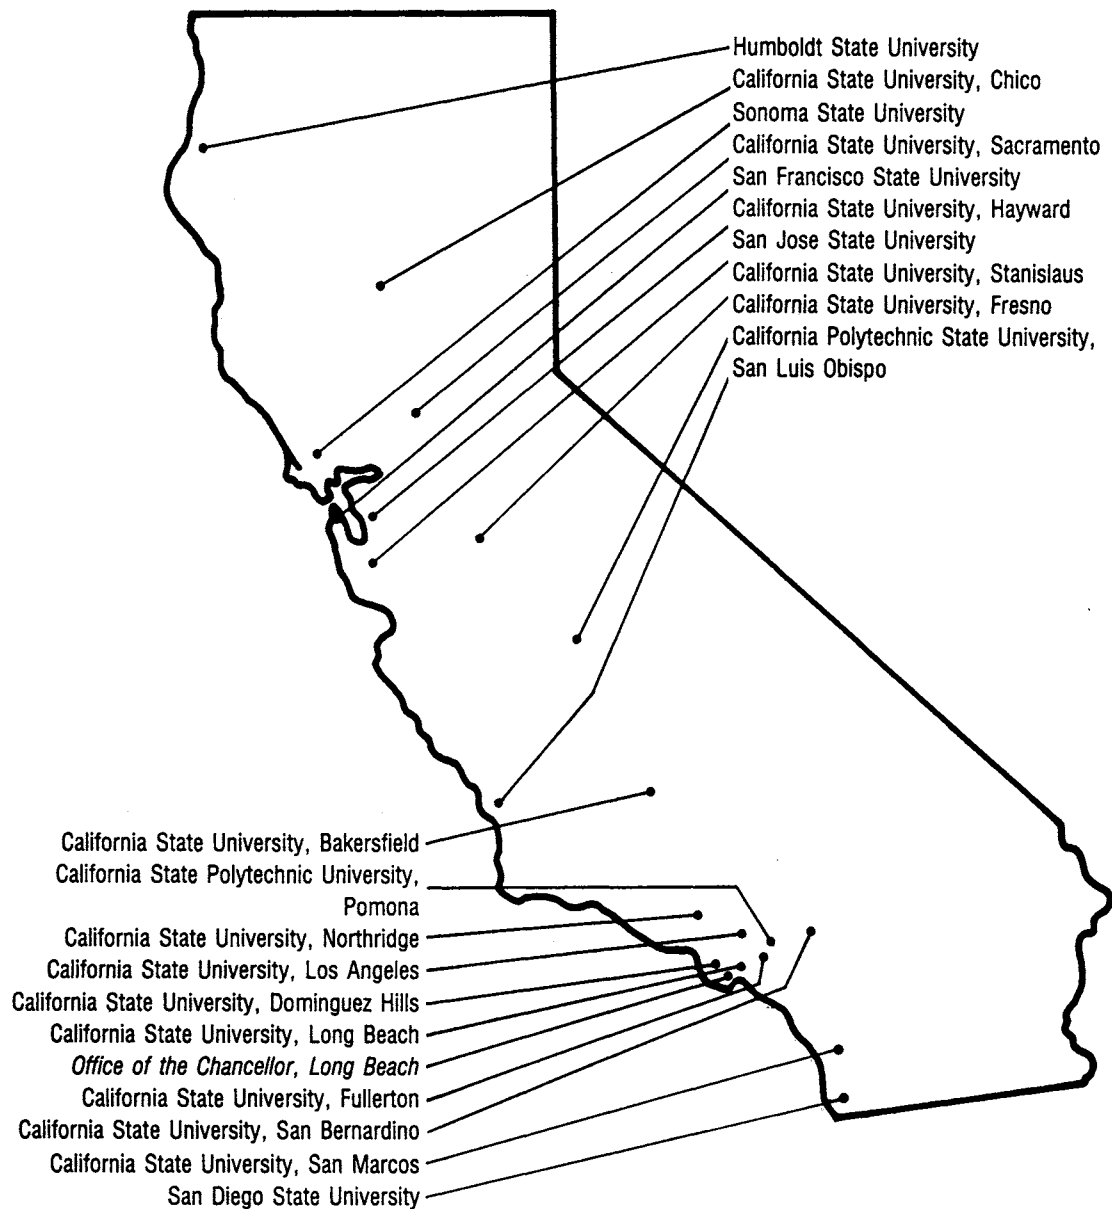 Humboldt State University
California State University, Chico
Sonoma State University
California State University, Sacramento
San Francisco State University
California State University, Hayward
San Jose State University
California State University, Stanislaus
California State University, Fresno
California Polytechnic State University,
San Luis Obispo
California State University, Bakersfield
California State Polytechnic University,
Pomona
California State University, Northridge
California State University, Los Angeles
California State University, Dominguez Hills
California State University, Long Beach
Office of the Chancellor, Long Beach
California State University, Fullerton
California State University, San Bernardino
California State University, San Marcos
San Diego State University